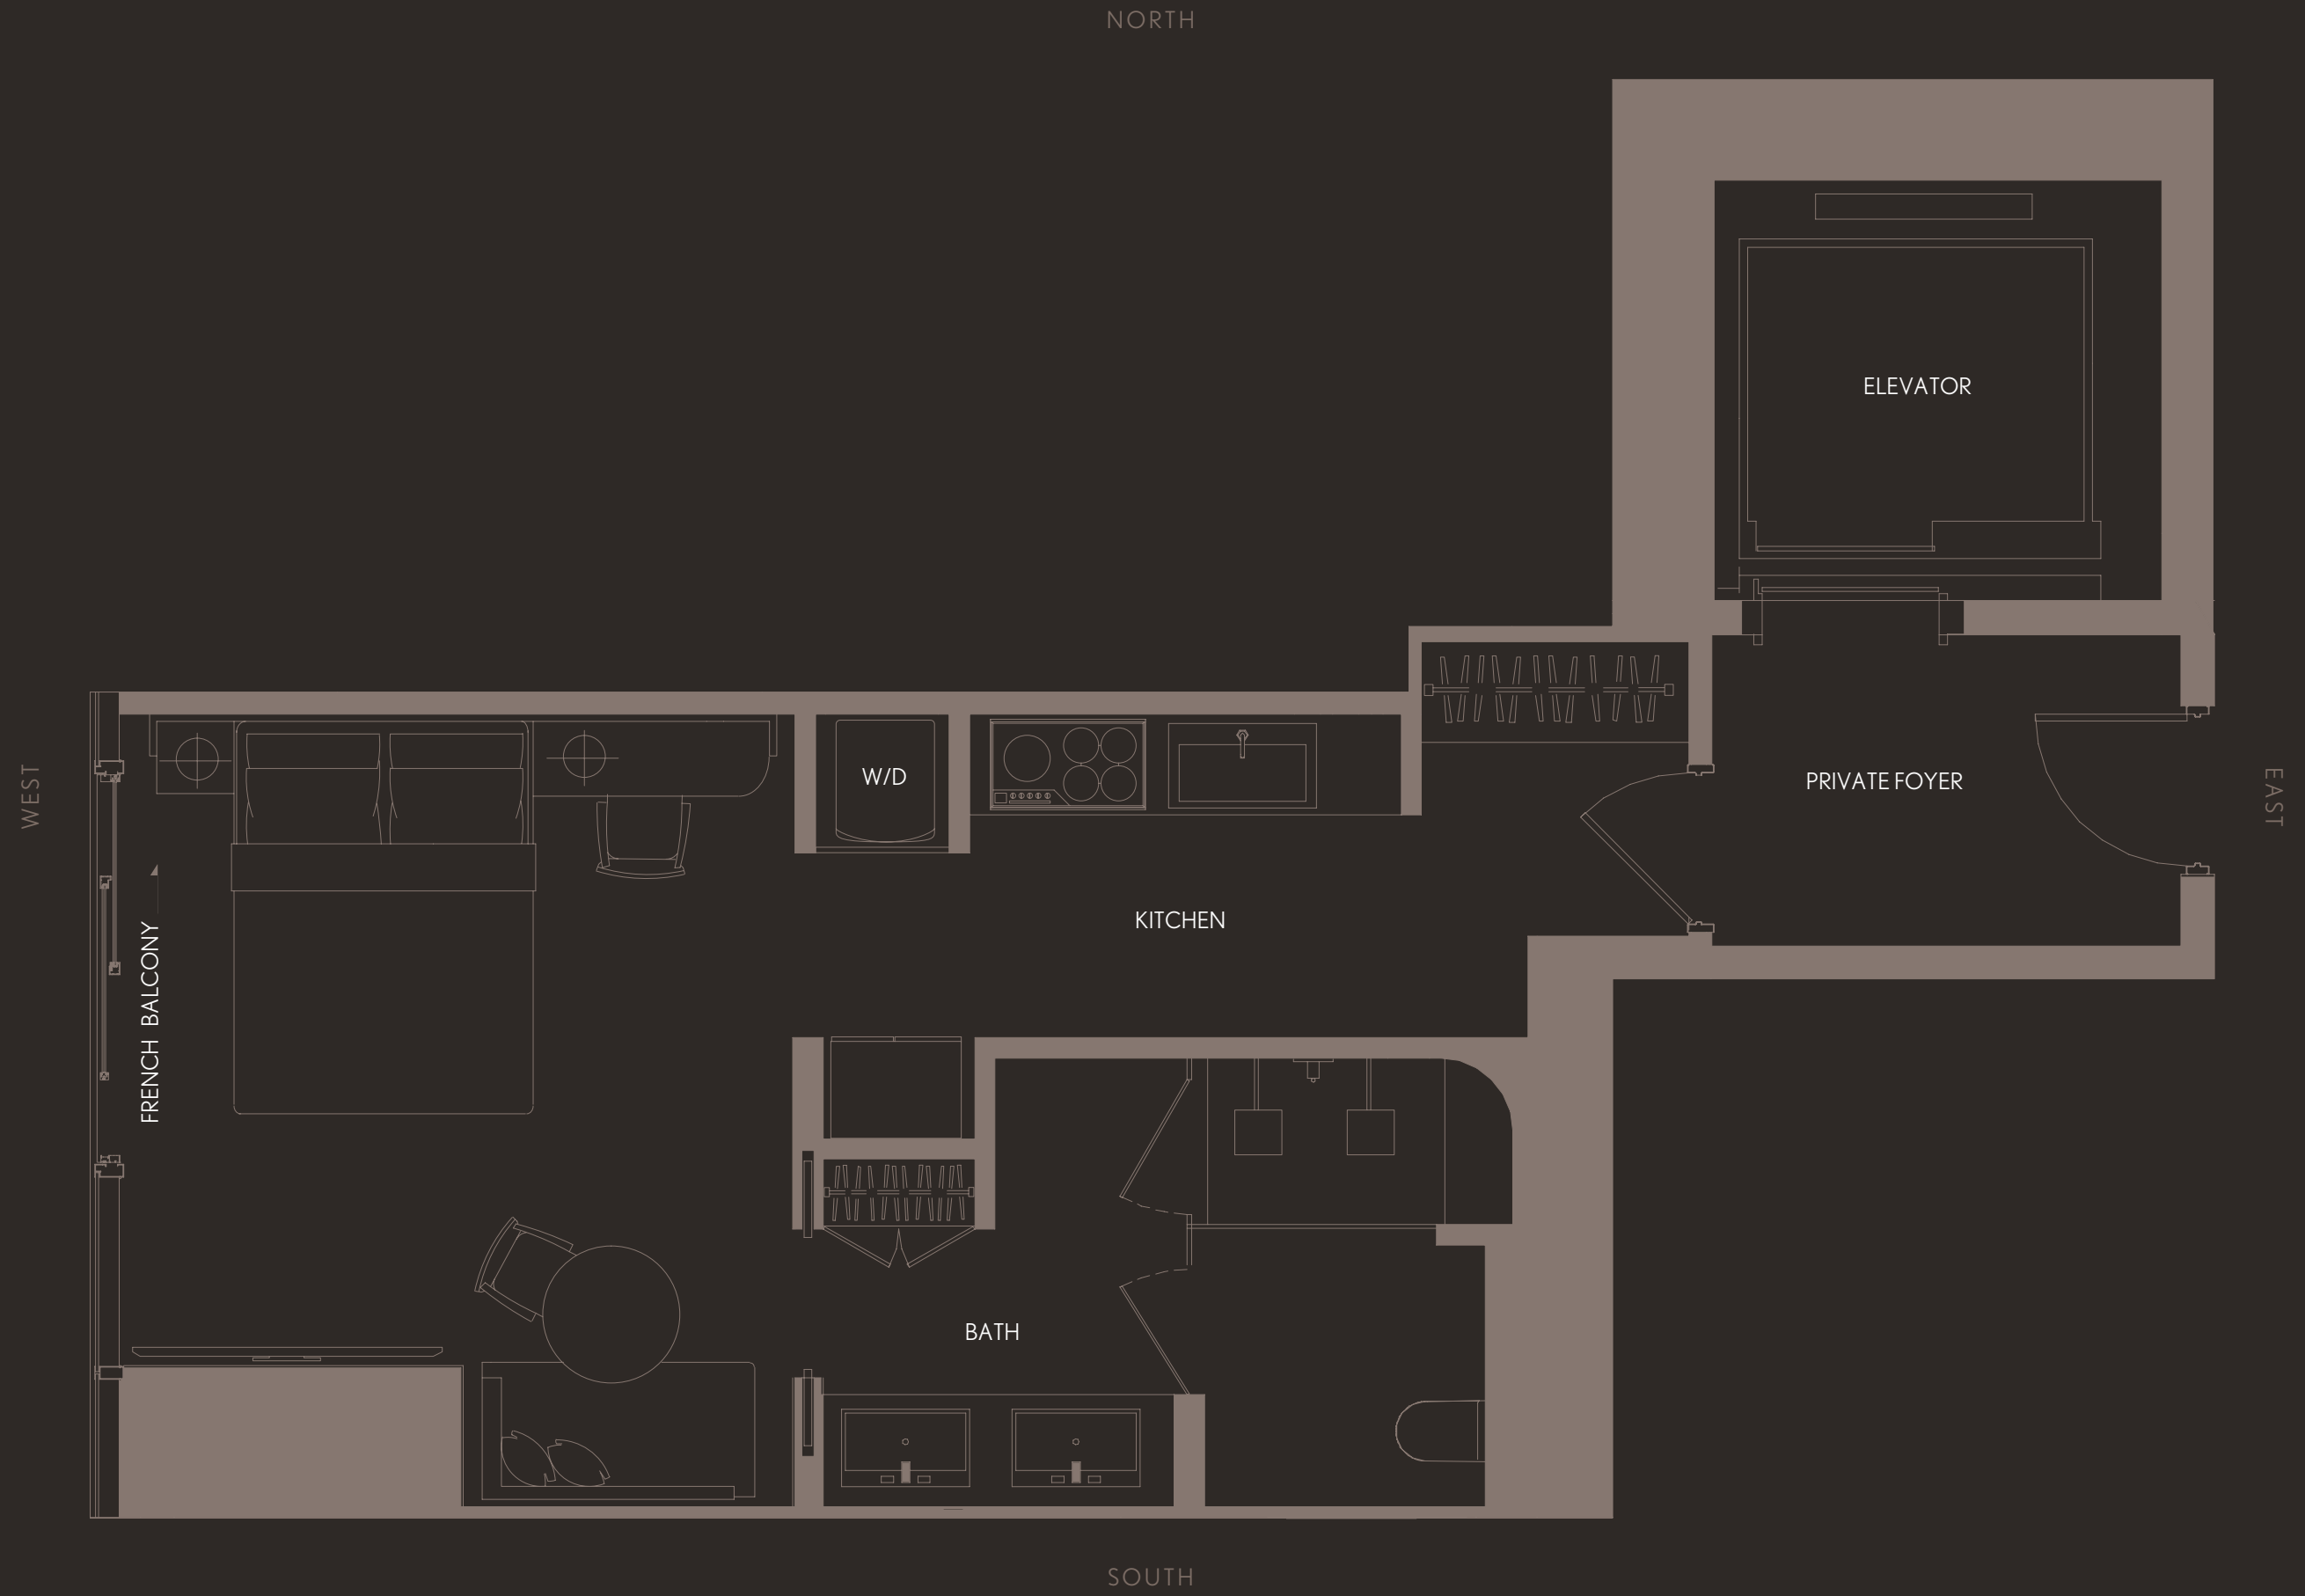 NORTH
ELEVATOR
WEST
W/D
PRIVATE FOYER
EAST
KITCHEN
FRENCH BALCONY
BATH
SOUTH